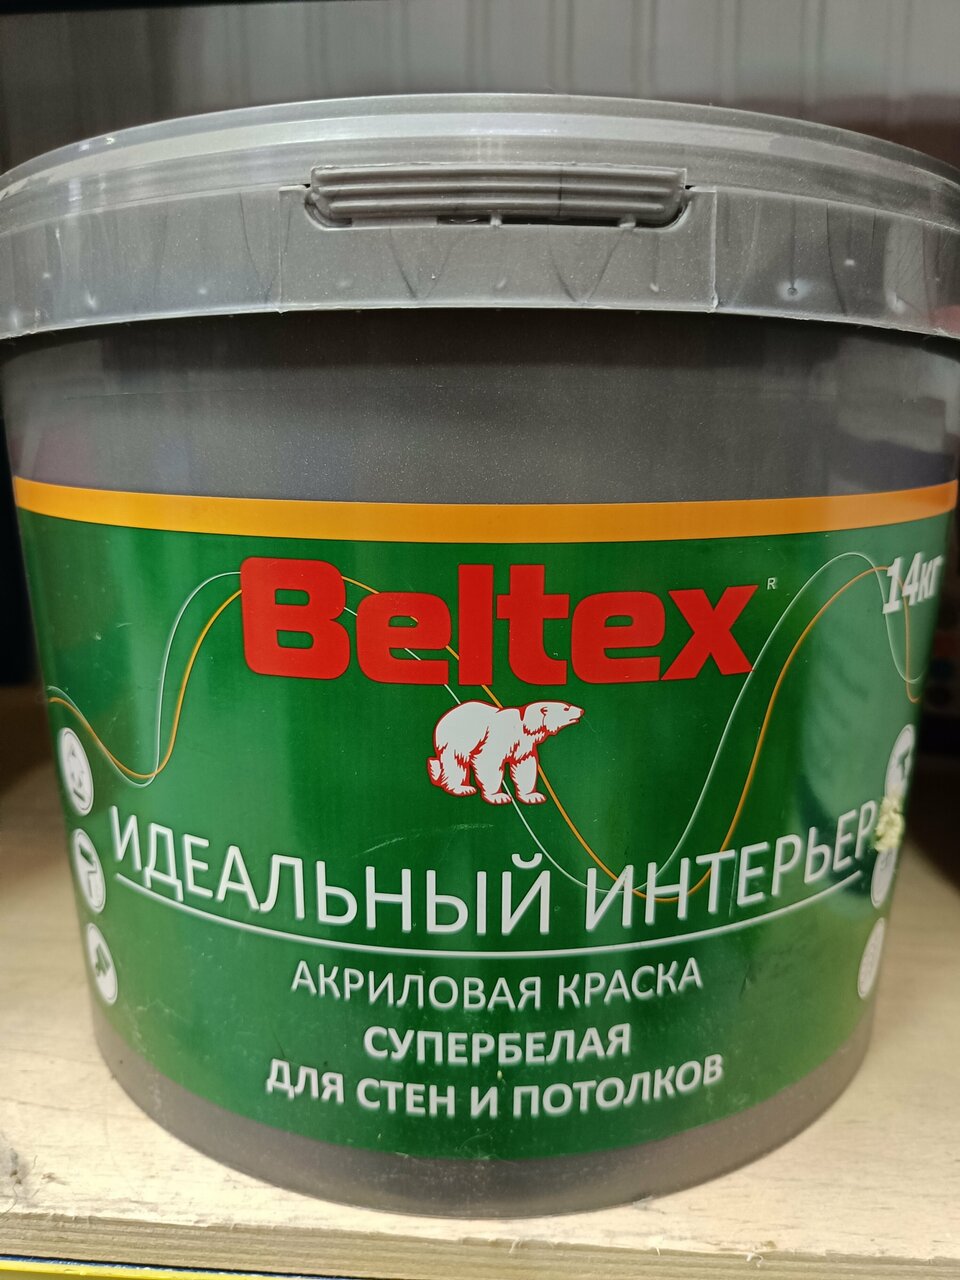 Beltex®
14кг
ИДЕАЛЬНЫЙ ИНТЕРЬЕР
АКРИЛОВАЯ КРАСКА
СУПЕРБЕЛАЯ
ДЛЯ СТЕН И ПОТОЛКОВ